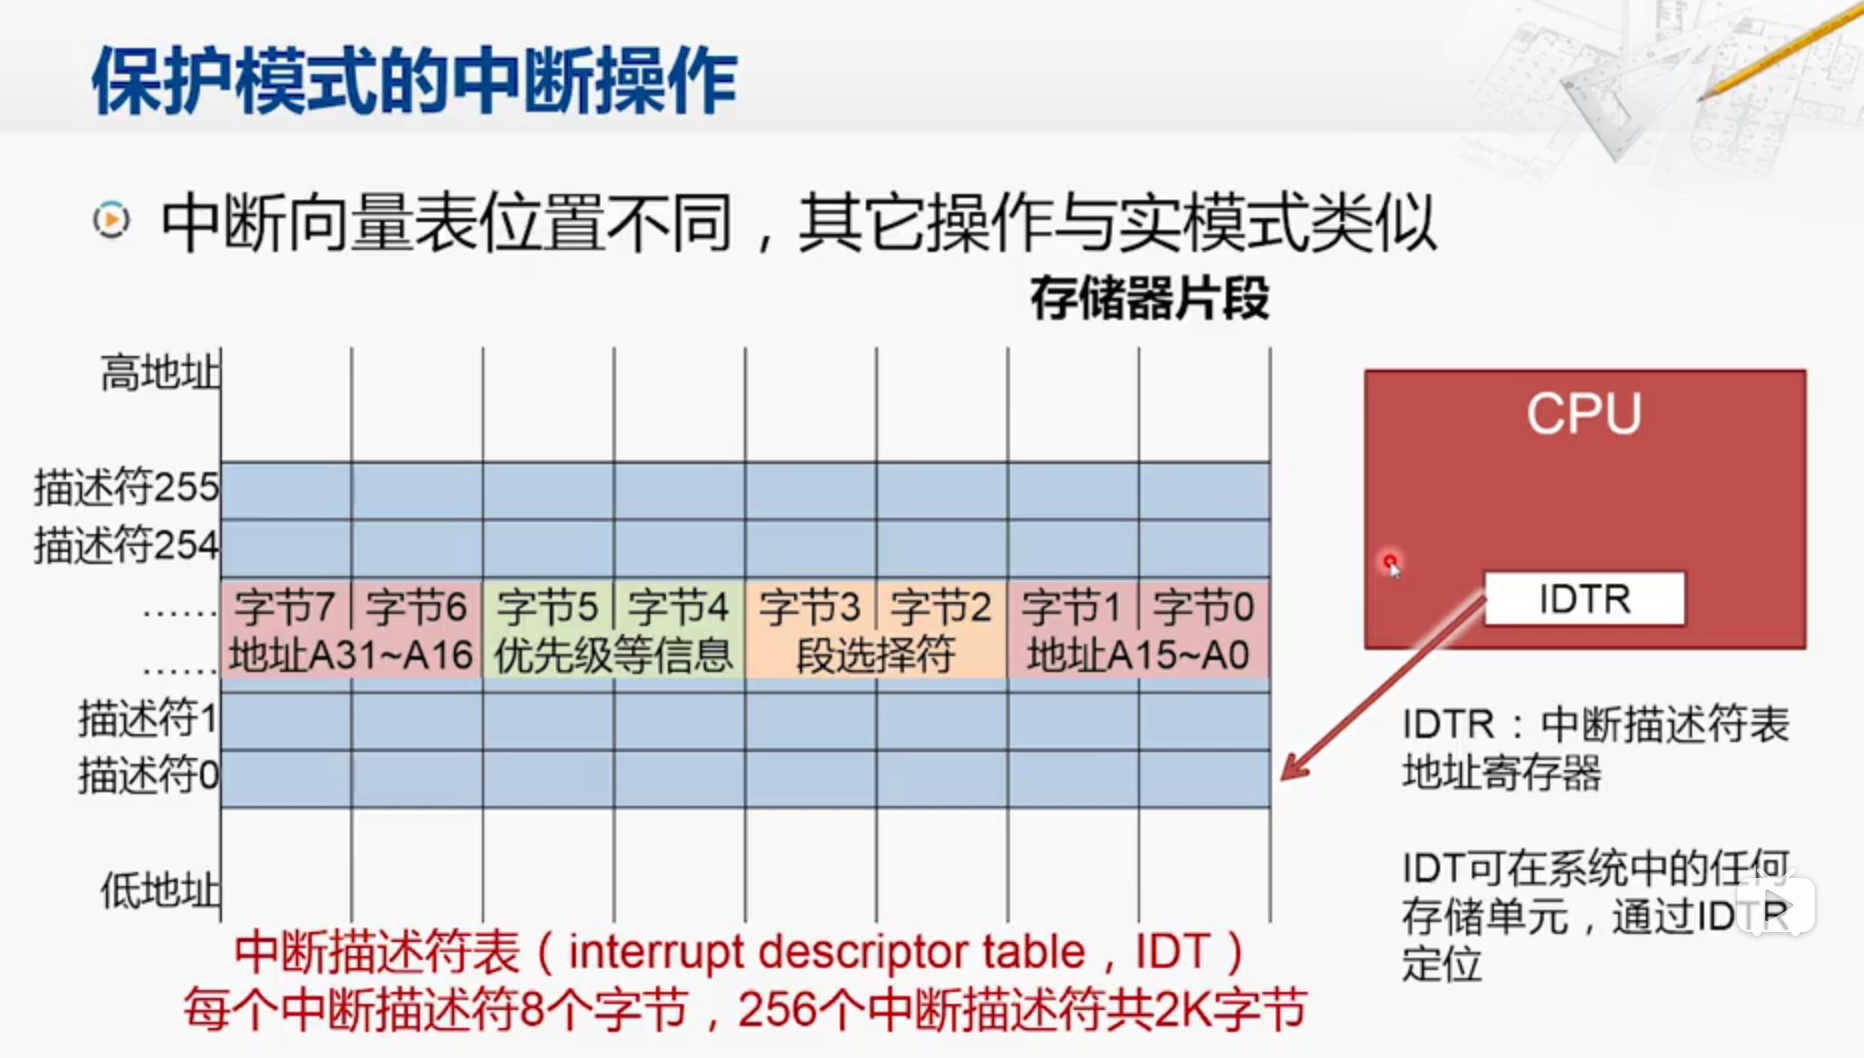 保护模式的中断操作
中断向量表位置不同，其它操作与实模式类似
存储器片段
高地址
描述符255
描述符254
…… 字节7 字节6 字节5 字节4 字节3 字节2 字节1 字节0
…… 地址A31~A16 优先级等信息 段选择符 地址A15~A0
描述符1
描述符0
低地址
中断描述符表（interrupt descriptor table，IDT）
每个中断描述符8个字节，256个中断描述符共2K字节
CPU
IDTR
IDTR：中断描述符表
地址寄存器
IDT可在系统中的任何
存储单元，通过IDTR
定位